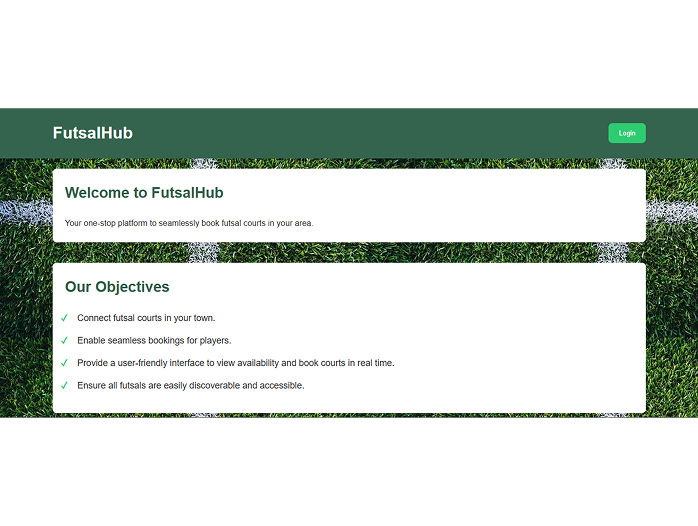 FutsalHub
Login
Welcome to FutsalHub
Your one-stop platform to seamlessly book futsal courts in your area.
Our Objectives
✓ Connect futsal courts in your town.
✓ Enable seamless bookings for players.
✓ Provide a user-friendly interface to view availability and book courts in real time.
✓ Ensure all futsals are easily discoverable and accessible.